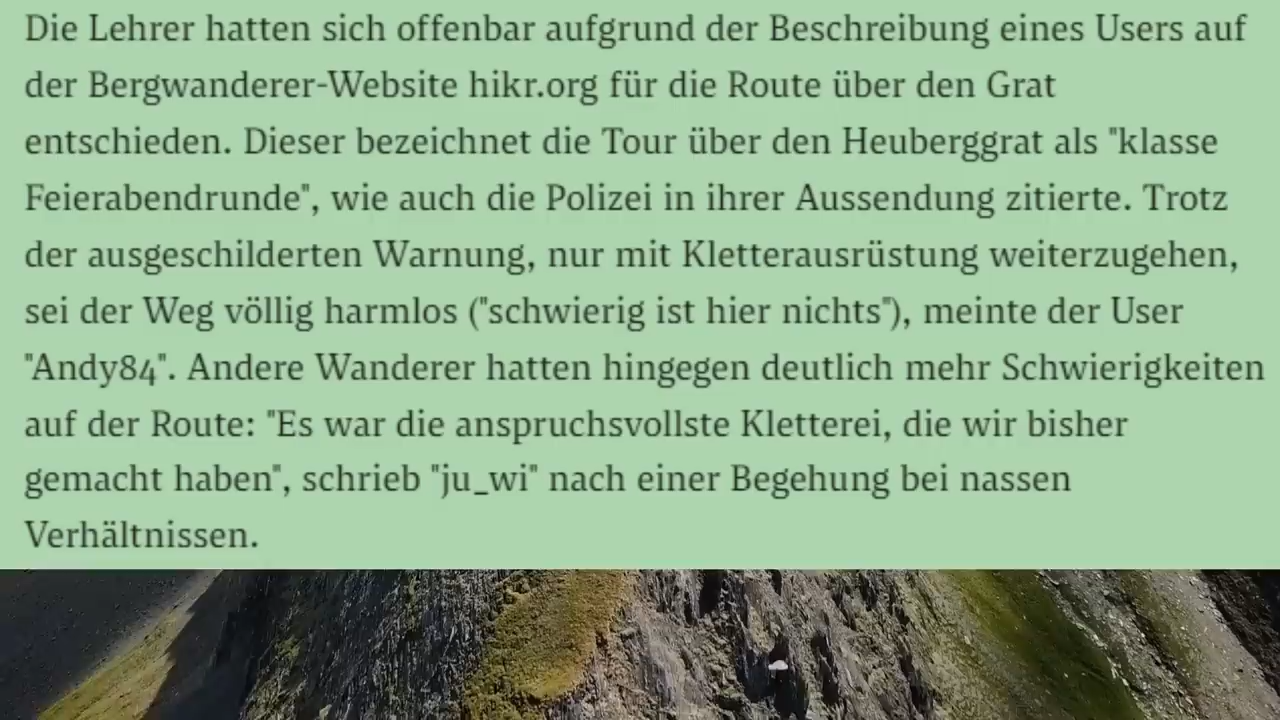 Die Lehrer hatten sich offenbar aufgrund der Beschreibung eines Users auf
der Bergwanderer-Website hikr.org für die Route über den Grat
entschieden. Dieser bezeichnet die Tour über den Heuberggrat als "klasse
Feierabendrunde", wie auch die Polizei in ihrer Aussendung zitierte. Trotz
der ausgeschilderten Warnung, nur mit Kletterausrüstung weiterzugehen,
sei der Weg völlig harmlos ("schwierig ist hier nichts"), meinte der User
"Andy84". Andere Wanderer hatten hingegen deutlich mehr Schwierigkeiten
auf der Route: "Es war die anspruchsvollste Kletterei, die wir bisher
gemacht haben", schrieb "ju_wi" nach einer Begehung bei nassen
Verhältnissen.